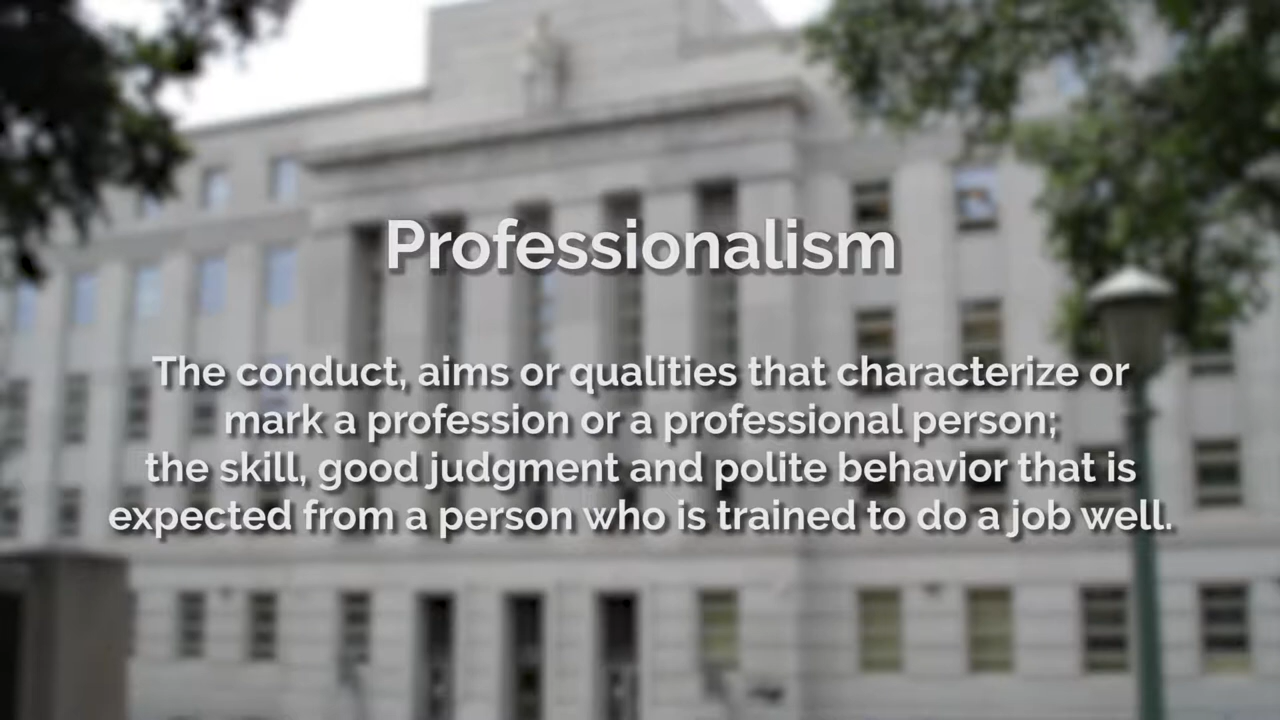 Professionalism
The conduct, aims or qualities that characterize or
mark a profession or a professional person;
the skill, good judgment and polite behavior that is
expected from a person who is trained to do a job well.